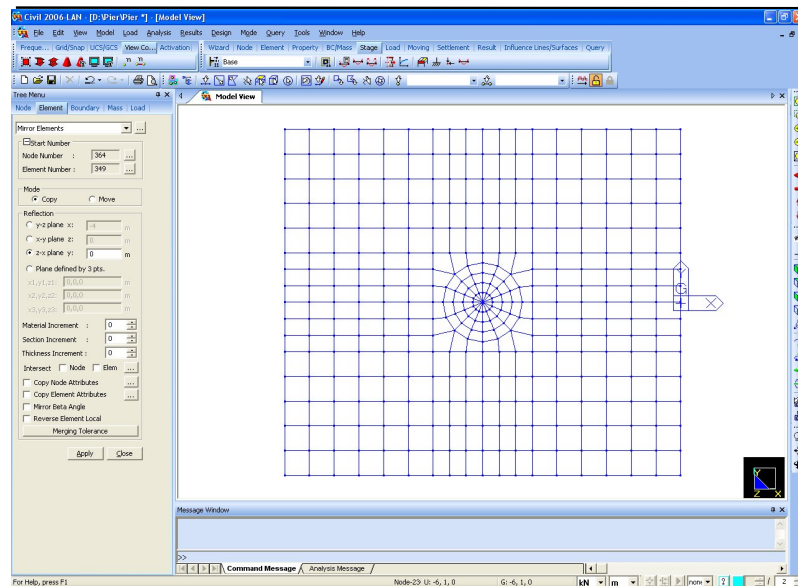 Civil 2006-LAN - [D:\Pier\Pier *] - [Model View]
File Edit View Model Load Analysis Results Design Mode Query Tools Window Help
Freque... Grid/Snap UCS/GCS View Co... Activation Wizard Node Element Property BC/Mass Stage Load Moving Settlement Result Influence Lines/Surfaces Query
Base
Tree Menu
Node Element Boundary Mass Load
Model View
Mirror Elements
Start Number
Node Number : 364
Element Number : 349
Mode
Copy Move
Reflection
y-z plane x: -4 m
x-y plane z: 0 m
z-x plane y: 0 m
Plane defined by 3 pts.
x1,y1,z1: 0,0,0 m
x2,y2,z2: 0,0,0 m
x3,y3,z3: 0,0,0 m
Material Increment : 0
Section Increment : 0
Thickness Increment : 0
Intersect Node Elem
Copy Node Attributes
Copy Element Attributes
Mirror Beta Angle
Reverse Element Local
Merging Tolerance
Apply Close
Y
G
X
Y
Z X
Message Window
>>
Command Message Analysis Message
For Help, press F1 Node-23 U: -6, 1, 0 G: -6, 1, 0 kN m non 2